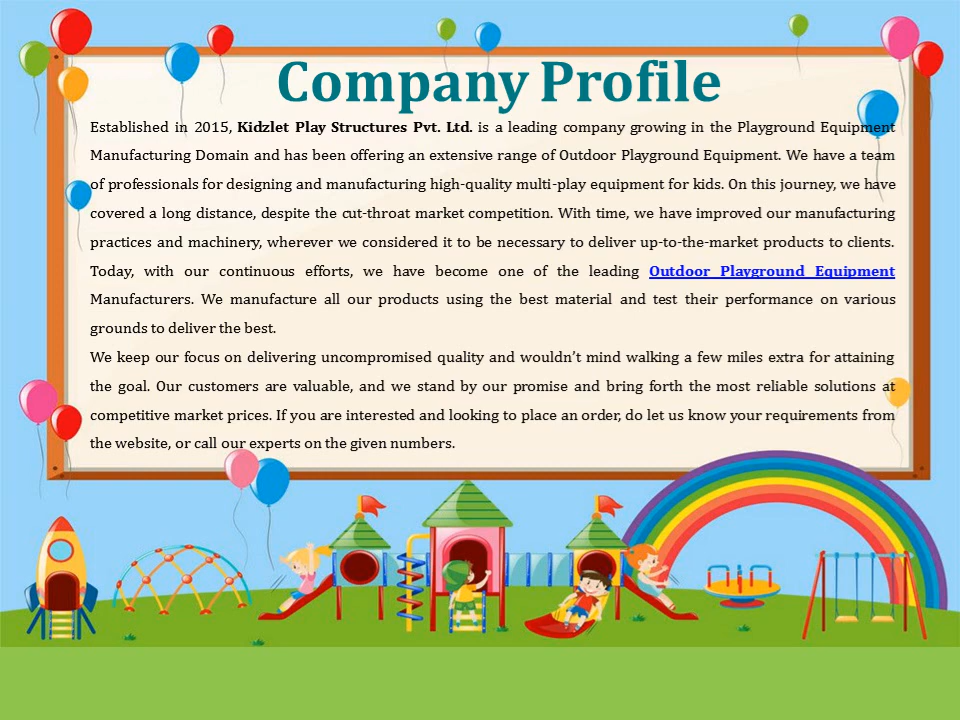 Company Profile
Established in 2015, Kidzlet Play Structures Pvt. Ltd. is a leading company growing in the Playground Equipment
Manufacturing Domain and has been offering an extensive range of Outdoor Playground Equipment. We have a team
of professionals for designing and manufacturing high-quality multi-play equipment for kids. On this journey, we have
covered a long distance, despite the cut-throat market competition. With time, we have improved our manufacturing
practices and machinery, wherever we considered it to be necessary to deliver up-to-the-market products to clients.
Today, with our continuous efforts, we have become one of the leading Outdoor Playground Equipment
Manufacturers. We manufacture all our products using the best material and test their performance on various
grounds to deliver the best.
We keep our focus on delivering uncompromised quality and wouldn’t mind walking a few miles extra for attaining
the goal. Our customers are valuable, and we stand by our promise and bring forth the most reliable solutions at
competitive market prices. If you are interested and looking to place an order, do let us know your requirements from
the website, or call our experts on the given numbers.